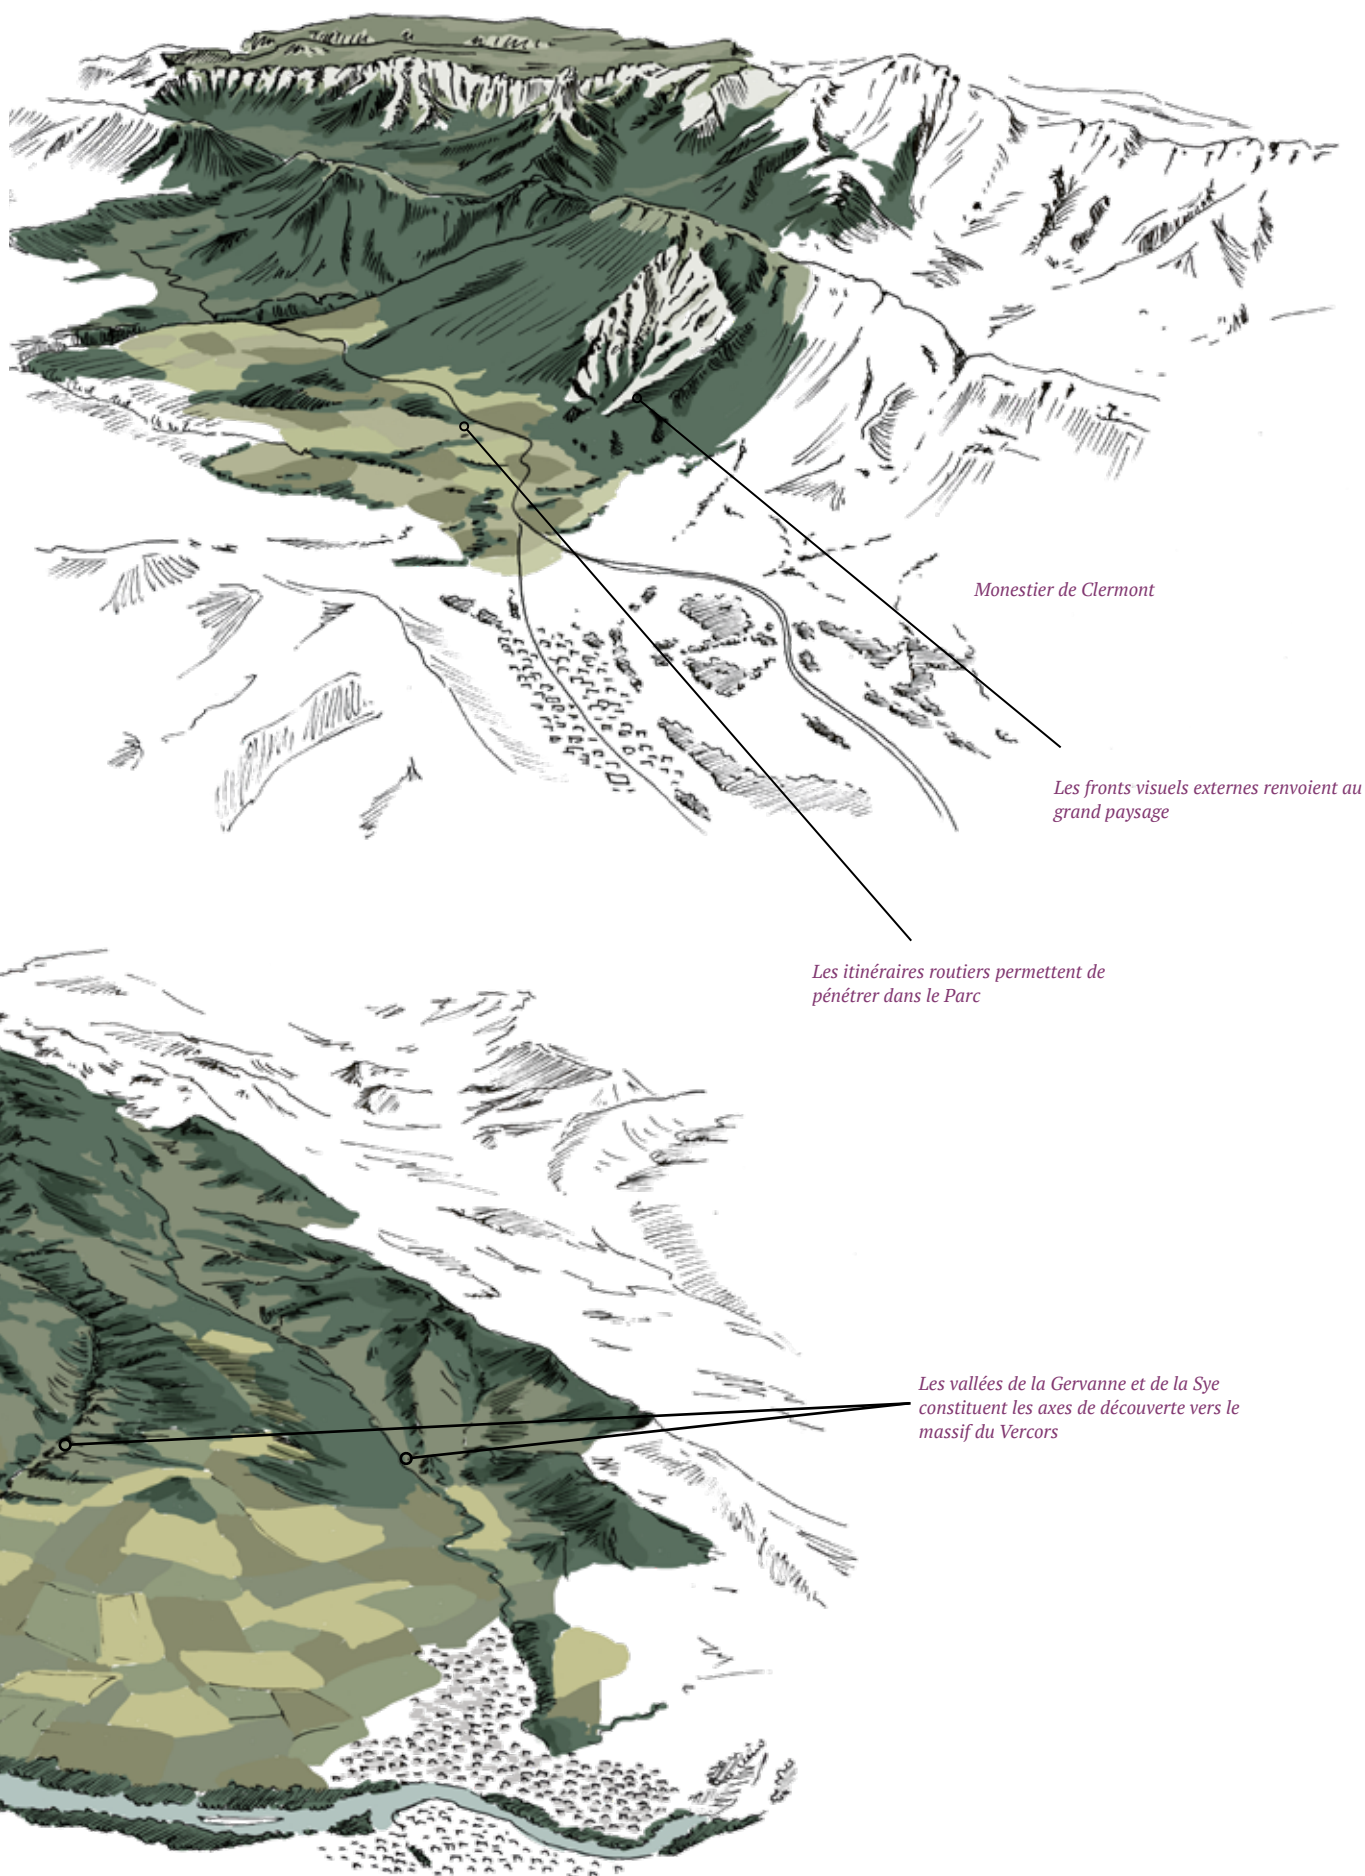 Monestier de Clermont
Les fronts visuels externes renvoient au
grand paysage
Les itinéraires routiers permettent de
pénétrer dans le Parc
Les vallées de la Gervanne et de la Sye
constituent les axes de découverte vers le
massif du Vercors